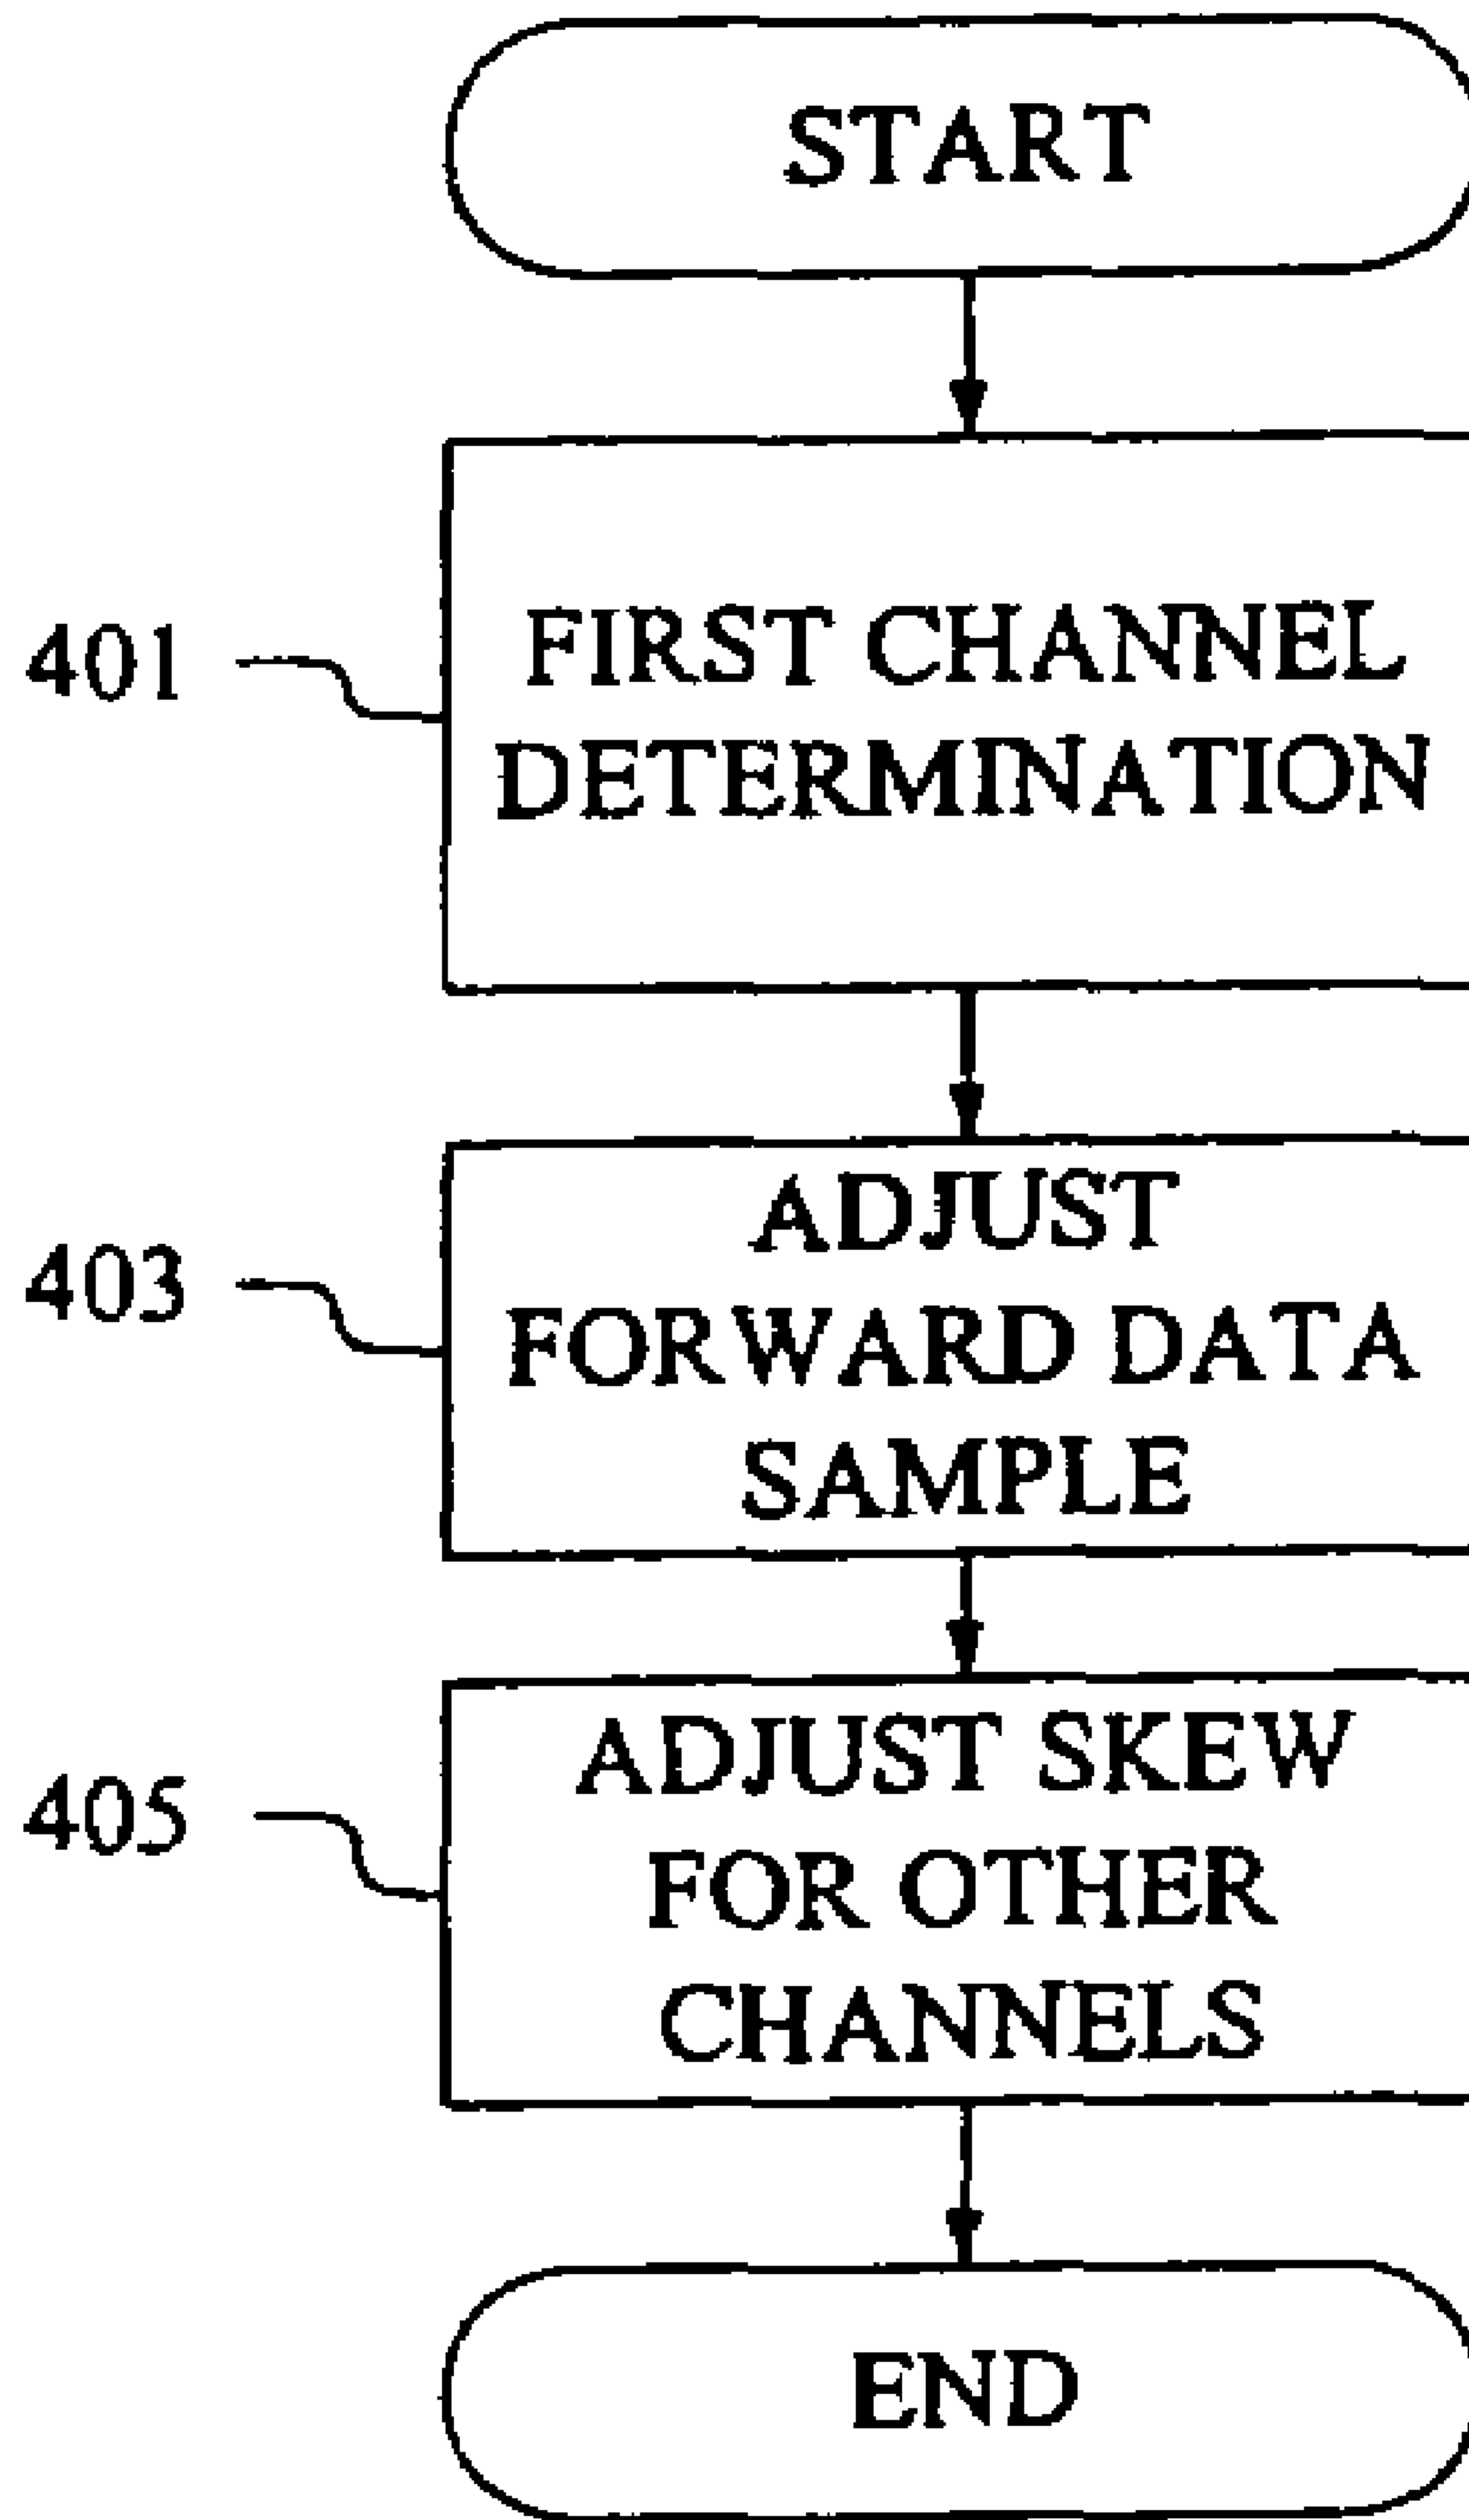 START
401
FIRST CHANNEL
DETERMINATION
403
ADJUST
FORWARD DATA
SAMPLE
405
ADJUST SKEW
FOR OTHER
CHANNELS
END